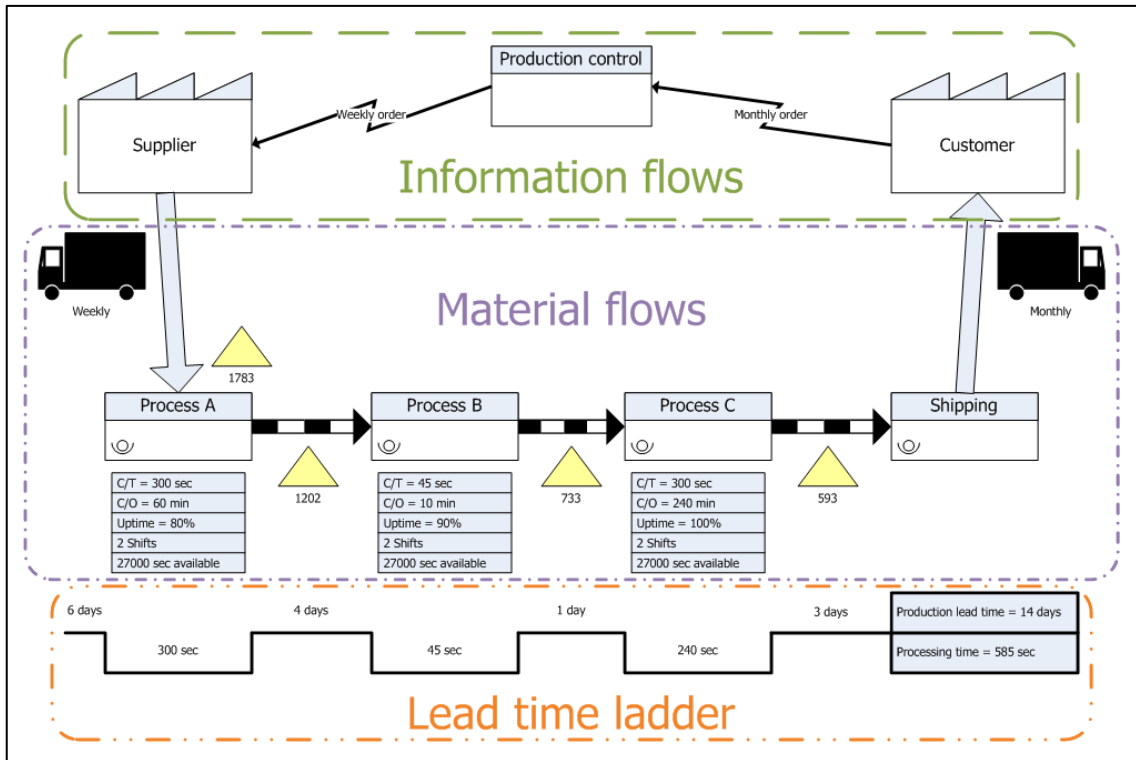 Production control
Supplier
Weekly order
Monthly order
Customer
Information flows
Weekly
Material flows
Monthly
1783
Process A
Process B
Process C
Shipping
1202
733
593
C/T = 300 sec
C/O = 60 min
Uptime = 80%
2 Shifts
27000 sec available
C/T = 45 sec
C/O = 10 min
Uptime = 90%
2 Shifts
27000 sec available
C/T = 300 sec
C/O = 240 min
Uptime = 100%
2 Shifts
27000 sec available
6 days
4 days
1 day
3 days
Production lead time = 14 days
300 sec
45 sec
240 sec
Processing time = 585 sec
Lead time ladder